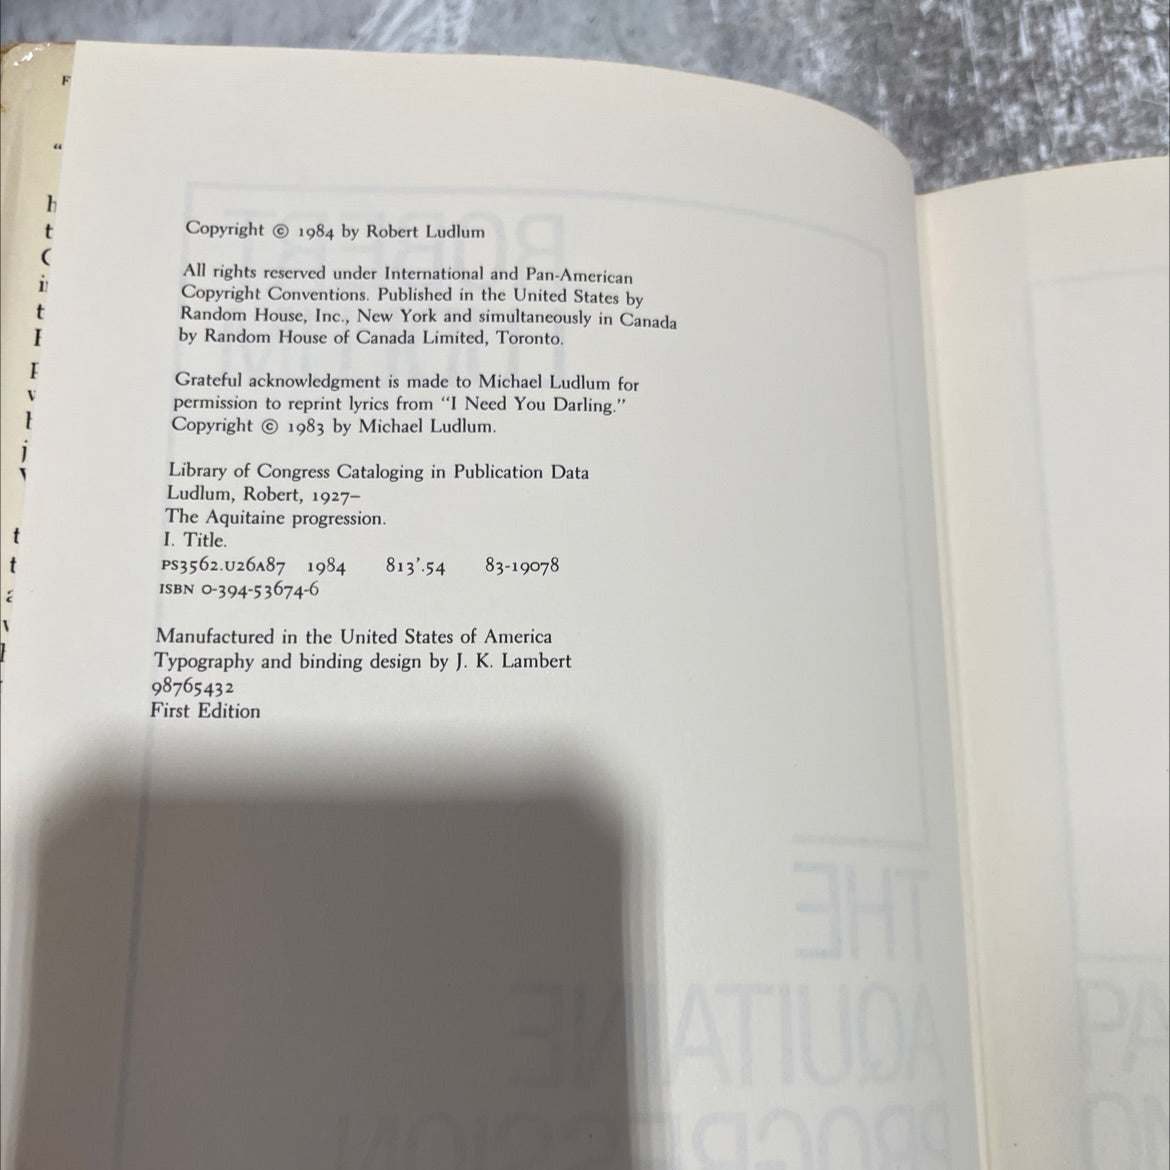 Copyright © 1984 by Robert Ludlum
All rights reserved under International and Pan-American
Copyright Conventions. Published in the United States by
Random House, Inc., New York and simultaneously in Canada
by Random House of Canada Limited, Toronto.
Grateful acknowledgment is made to Michael Ludlum for
permission to reprint lyrics from “I Need You Darling.”
Copyright © 1983 by Michael Ludlum.
Library of Congress Cataloging in Publication Data
Ludlum, Robert, 1927–
The Aquitaine progression.
I. Title.
PS3562.U26A87 1984 813’.54 83-19078
ISBN 0-394-53674-6
Manufactured in the United States of America
Typography and binding design by J. K. Lambert
98765432
First Edition
THE
AQUITAINE
PROGRESSION